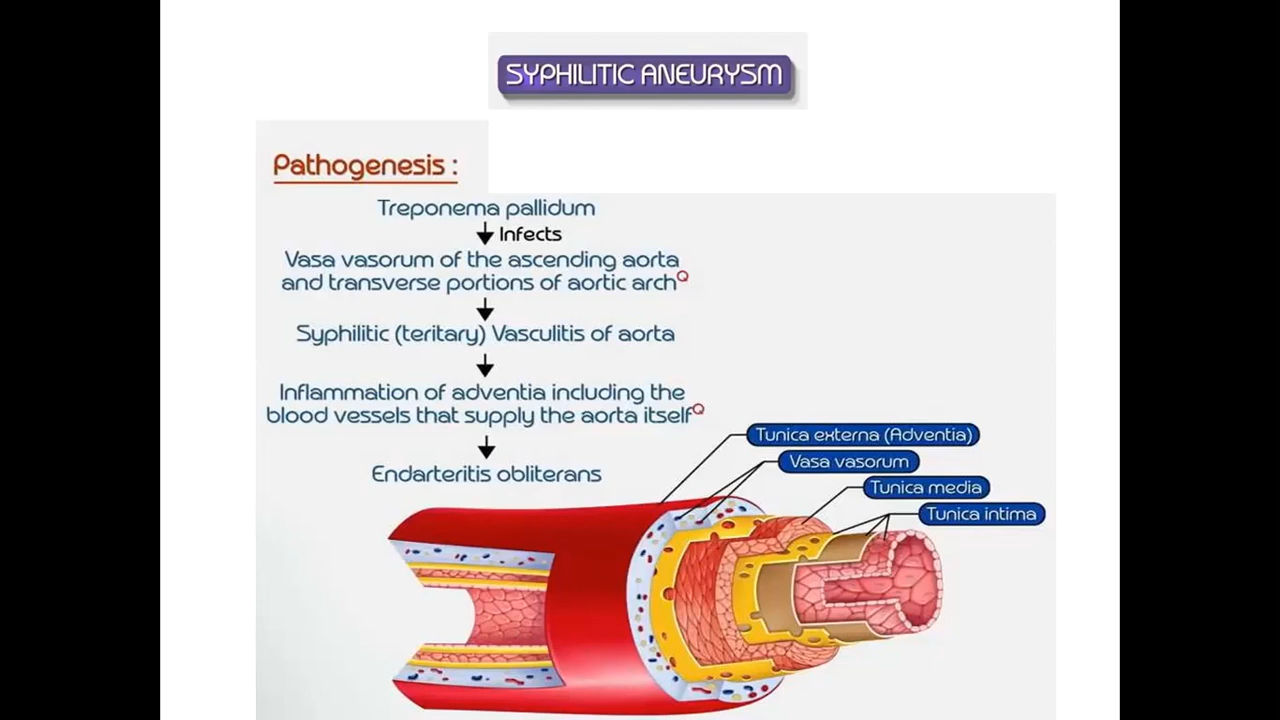 SYPHILITIC ANEURYSM
Pathogenesis :
Treponema pallidum
Infects
Vasa vasorum of the ascending aorta
and transverse portions of aortic archQ
Syphilitic (teritary) Vasculitis of aorta
Inflammation of adventia including the
blood vessels that supply the aorta itselfQ
Endarteritis obliterans
Tunica externa (Adventia)
Vasa vasorum
Tunica media
Tunica intima